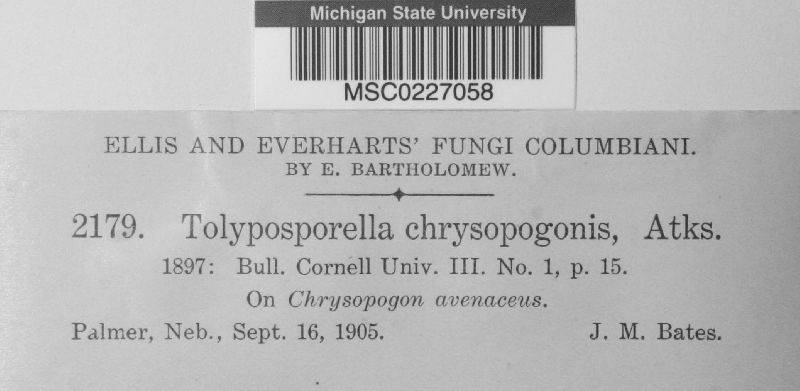 Michigan State University
MSC0227058
ELLIS AND EVERHARTS' FUNGI COLUMBIANI.
BY E. BARTHOLOMEW.
2179. Tolyposporella chrysopogonis, Atks.
1897: Bull. Cornell Univ. III. No. 1, p. 15.
On Chrysopogon avenaceus.
Palmer, Neb., Sept. 16, 1905. J. M. Bates.